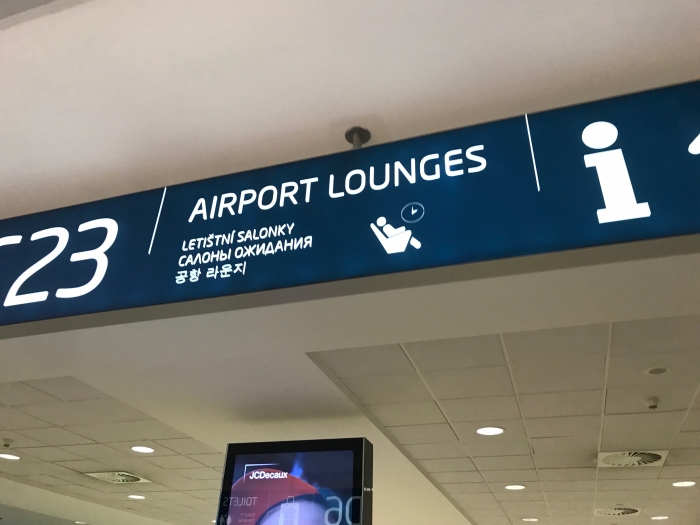 C23
AIRPORT LOUNGES
LETIŠTNÍ SALONKY
САЛОНЫ ОЖИДАНИЯ
공항 라운지
i
JCDecaux
TOILETS